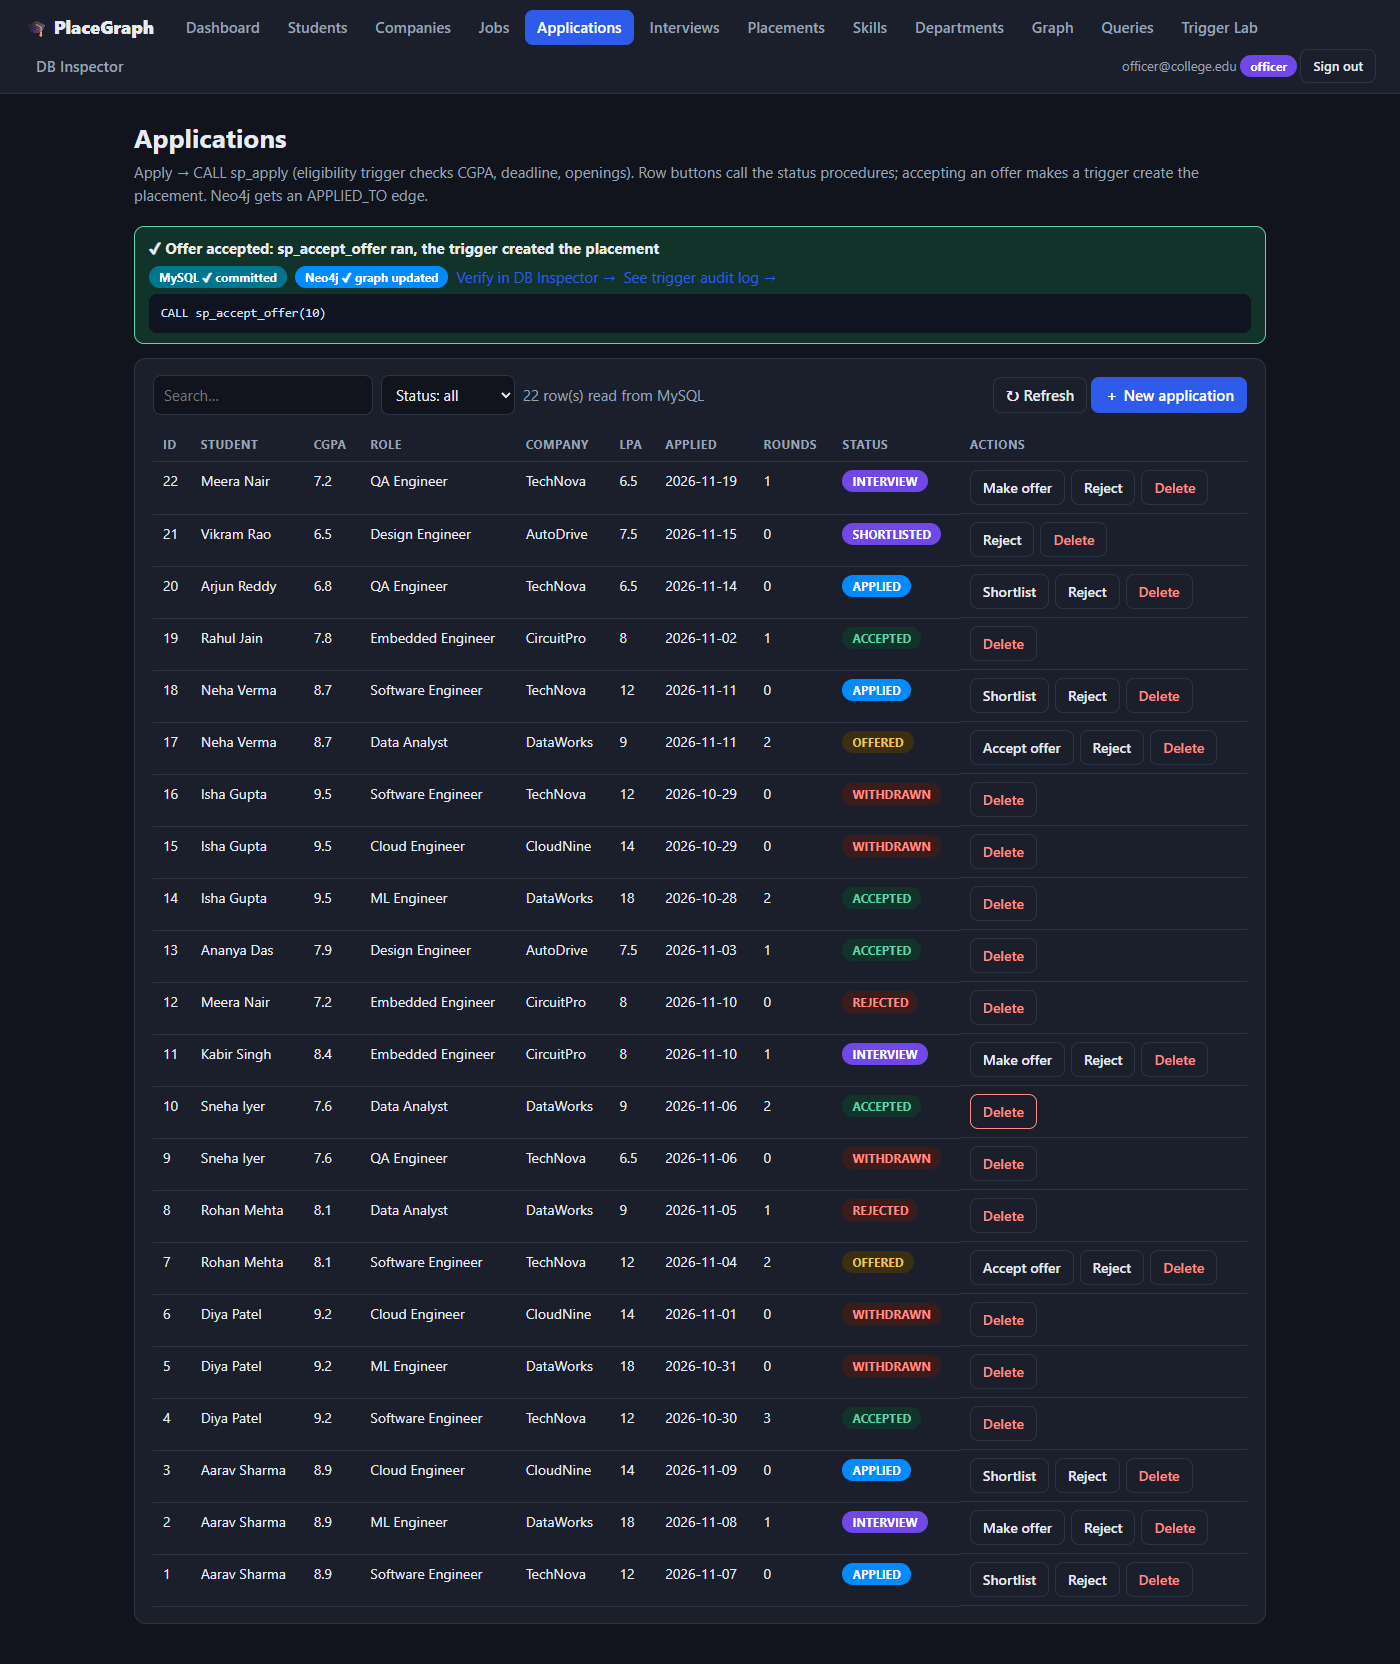 PlaceGraph Dashboard Students Companies Jobs Applications Interviews Placements Skills Departments Graph Queries Trigger Lab
DB Inspector officer@college.edu officer Sign out
Applications
Apply → CALL sp_apply (eligibility trigger checks CGPA, deadline, openings). Row buttons call the status procedures; accepting an offer makes a trigger create the
placement. Neo4j gets an APPLIED_TO edge.
✔ Offer accepted: sp_accept_offer ran, the trigger created the placement
MySQL ✔ committed Neo4j ✔ graph updated Verify in DB Inspector → See trigger audit log →
CALL sp_accept_offer(10)
Search... Status: all 22 row(s) read from MySQL ↻ Refresh + New application
ID STUDENT CGPA ROLE COMPANY LPA APPLIED ROUNDS STATUS ACTIONS
22 Meera Nair 7.2 QA Engineer TechNova 6.5 2026-11-19 1 INTERVIEW Make offer Reject Delete
21 Vikram Rao 6.5 Design Engineer AutoDrive 7.5 2026-11-15 0 SHORTLISTED Reject Delete
20 Arjun Reddy 6.8 QA Engineer TechNova 6.5 2026-11-14 0 APPLIED Shortlist Reject Delete
19 Rahul Jain 7.8 Embedded Engineer CircuitPro 8 2026-11-02 1 ACCEPTED Delete
18 Neha Verma 8.7 Software Engineer TechNova 12 2026-11-11 0 APPLIED Shortlist Reject Delete
17 Neha Verma 8.7 Data Analyst DataWorks 9 2026-11-11 2 OFFERED Accept offer Reject Delete
16 Isha Gupta 9.5 Software Engineer TechNova 12 2026-10-29 0 WITHDRAWN Delete
15 Isha Gupta 9.5 Cloud Engineer CloudNine 14 2026-10-29 0 WITHDRAWN Delete
14 Isha Gupta 9.5 ML Engineer DataWorks 18 2026-10-28 2 ACCEPTED Delete
13 Ananya Das 7.9 Design Engineer AutoDrive 7.5 2026-11-03 1 ACCEPTED Delete
12 Meera Nair 7.2 Embedded Engineer CircuitPro 8 2026-11-10 0 REJECTED Delete
11 Kabir Singh 8.4 Embedded Engineer CircuitPro 8 2026-11-10 1 INTERVIEW Make offer Reject Delete
10 Sneha Iyer 7.6 Data Analyst DataWorks 9 2026-11-06 2 ACCEPTED Delete
9 Sneha Iyer 7.6 QA Engineer TechNova 6.5 2026-11-06 0 WITHDRAWN Delete
8 Rohan Mehta 8.1 Data Analyst DataWorks 9 2026-11-05 1 REJECTED Delete
7 Rohan Mehta 8.1 Software Engineer TechNova 12 2026-11-04 2 OFFERED Accept offer Reject Delete
6 Diya Patel 9.2 Cloud Engineer CloudNine 14 2026-11-01 0 WITHDRAWN Delete
5 Diya Patel 9.2 ML Engineer DataWorks 18 2026-10-31 0 WITHDRAWN Delete
4 Diya Patel 9.2 Software Engineer TechNova 12 2026-10-30 3 ACCEPTED Delete
3 Aarav Sharma 8.9 Cloud Engineer CloudNine 14 2026-11-09 0 APPLIED Shortlist Reject Delete
2 Aarav Sharma 8.9 ML Engineer DataWorks 18 2026-11-08 1 INTERVIEW Make offer Reject Delete
1 Aarav Sharma 8.9 Software Engineer TechNova 12 2026-11-07 0 APPLIED Shortlist Reject Delete